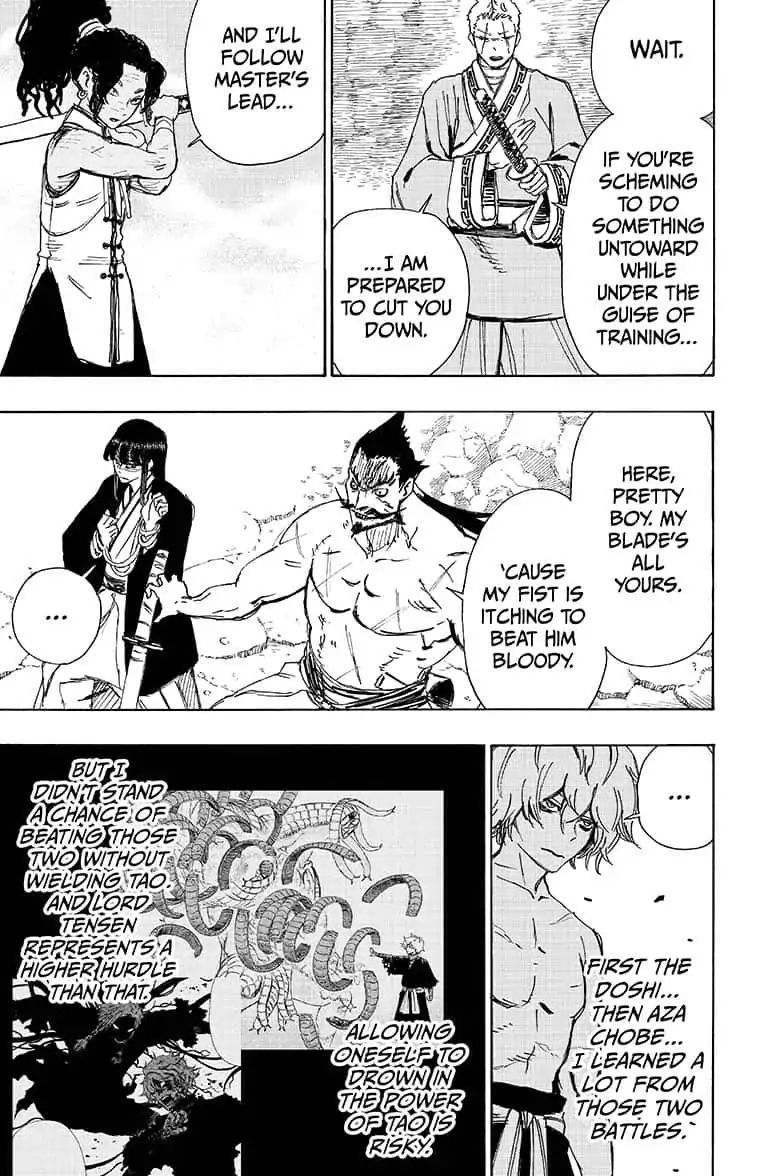 WAIT.
IF YOU'RE
SCHEMING
TO DO
SOMETHING
UNTOWARD
WHILE
UNDER THE
GUISE OF
TRAINING...
...I AM
PREPARED
TO CUT YOU
DOWN.
AND I'LL
FOLLOW
MASTER'S
LEAD...
HERE,
PRETTY
BOY. MY
BLADE'S
ALL
YOURS.
'CAUSE
MY FIST IS
ITCHING TO
BEAT HIM
BLOODY.
...
...
FIRST THE
DOSHI...
THEN AZA
CHOBE...
I LEARNED A
LOT FROM
THOSE TWO
BATTLES.
ALLOWING
ONESELF TO
DROWN IN
THE POWER
OF TAO IS
RISKY.
BUT I
DIDN'T STAND
A CHANCE OF
BEATING THOSE
TWO WITHOUT
WIELDING TAO.
AND LORD
TENSEN
REPRESENTS A
HIGHER HURDLE
THAN THAT.